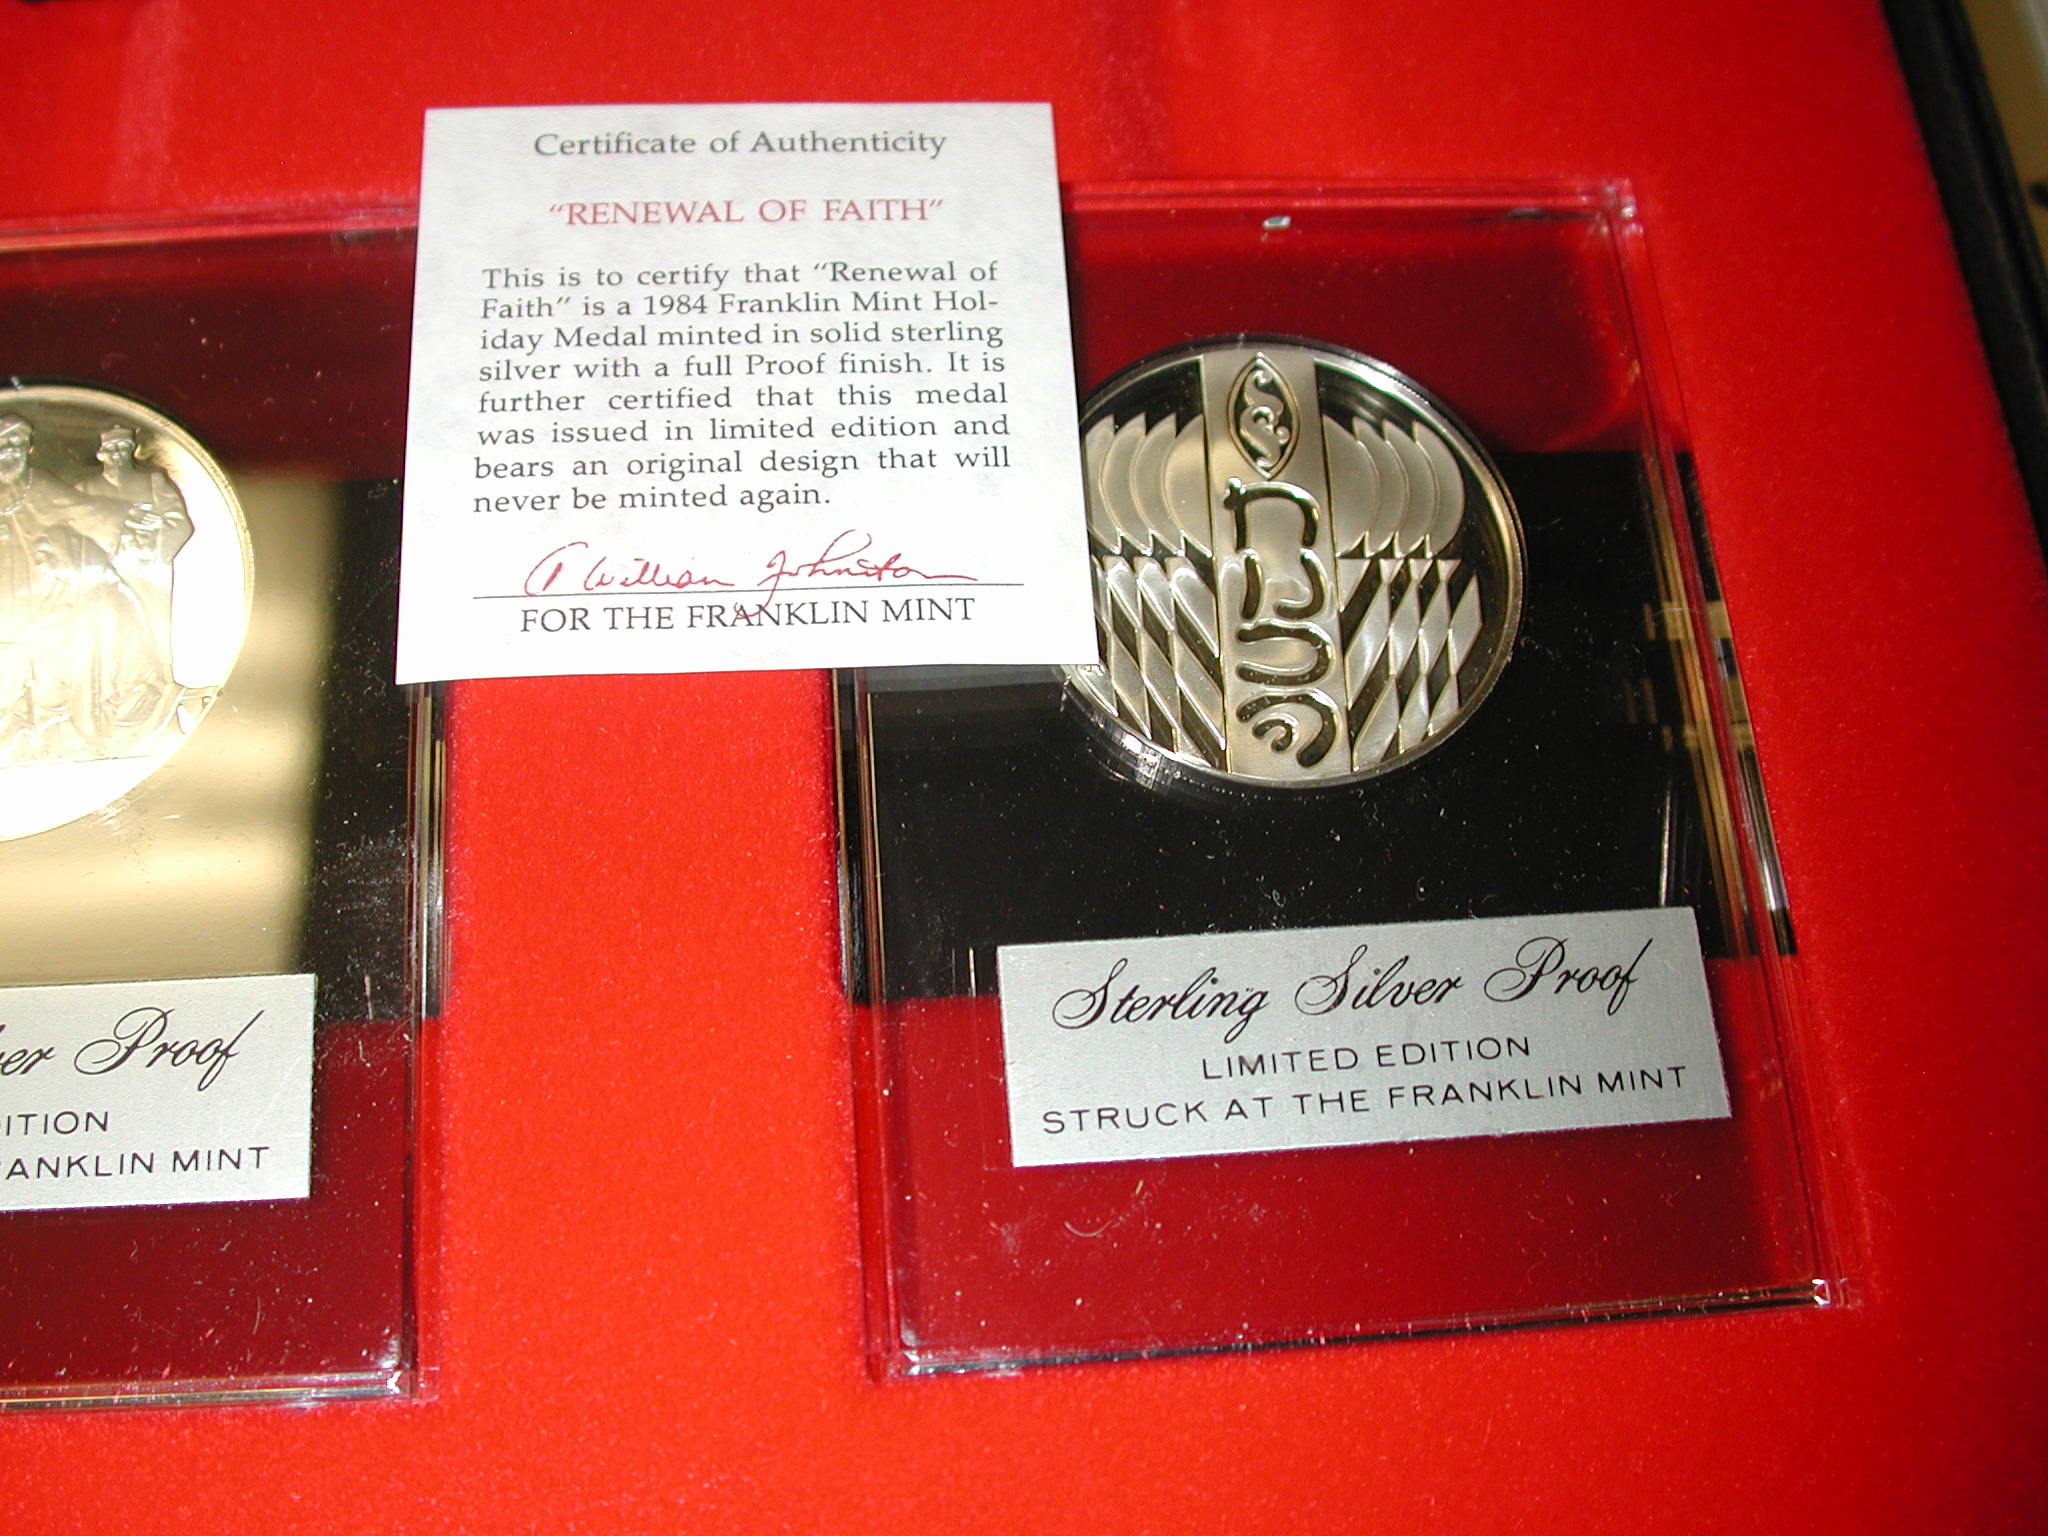 Certificate of Authenticity
“RENEWAL OF FAITH”
This is to certify that “Renewal of
Faith” is a 1984 Franklin Mint Hol-
iday Medal minted in solid sterling
silver with a full Proof finish. It is
further certified that this medal
was issued in limited edition and
bears an original design that will
never be minted again.
William Johnston
FOR THE FRANKLIN MINT
חנכה
Sterling Silver Proof
LIMITED EDITION
STRUCK AT THE FRANKLIN MINT
Proof
MINT